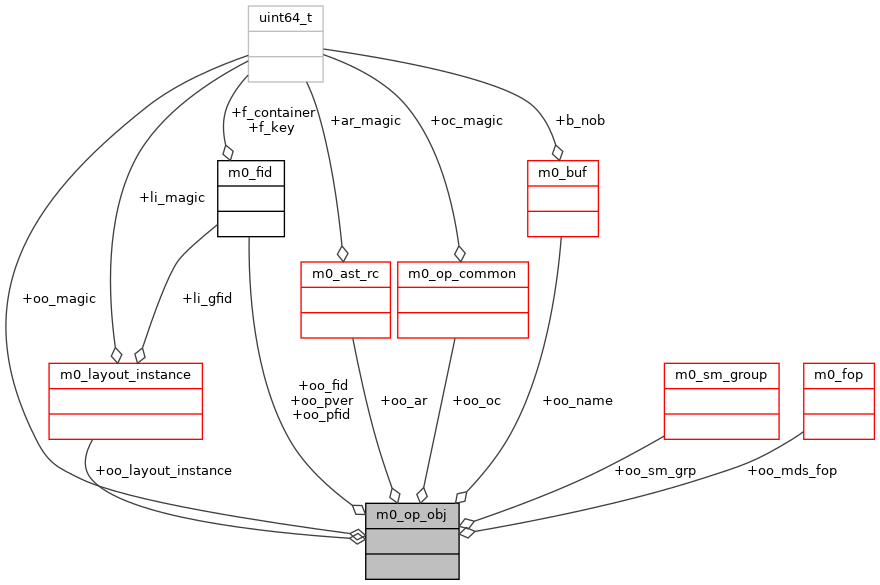 uint64_t
+f_container
+f_key
+ar_magic
+oc_magic
+b_nob
m0_fid
m0_buf
+li_magic
m0_ast_rc
m0_op_common
+oo_magic
+li_gfid
m0_layout_instance
m0_sm_group
m0_fop
+oo_fid
+oo_pver
+oo_pfid
+oo_ar
+oo_oc
+oo_name
+oo_layout_instance
+oo_sm_grp
+oo_mds_fop
m0_op_obj